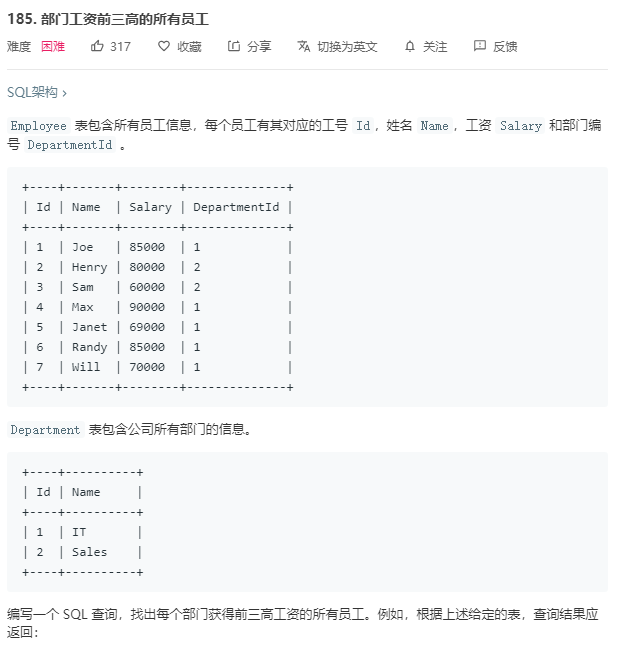 185. 部门工资前三高的所有员工
难度 困难 317 收藏 分享 切换为英文 关注 反馈
SQL架构 ›
Employee 表包含所有员工信息，每个员工有其对应的工号 Id，姓名 Name，工资 Salary 和部门编
号 DepartmentId 。
+----+-------+--------+--------------+
| Id | Name  | Salary | DepartmentId |
+----+-------+--------+--------------+
| 1  | Joe   | 85000  | 1            |
| 2  | Henry | 80000  | 2            |
| 3  | Sam   | 60000  | 2            |
| 4  | Max   | 90000  | 1            |
| 5  | Janet | 69000  | 1            |
| 6  | Randy | 85000  | 1            |
| 7  | Will  | 70000  | 1            |
+----+-------+--------+--------------+
Department 表包含公司所有部门的信息。
+----+----------+
| Id | Name     |
+----+----------+
| 1  | IT       |
| 2  | Sales    |
+----+----------+
编写一个 SQL 查询，找出每个部门获得前三高工资的所有员工。例如，根据上述给定的表，查询结果应
返回：